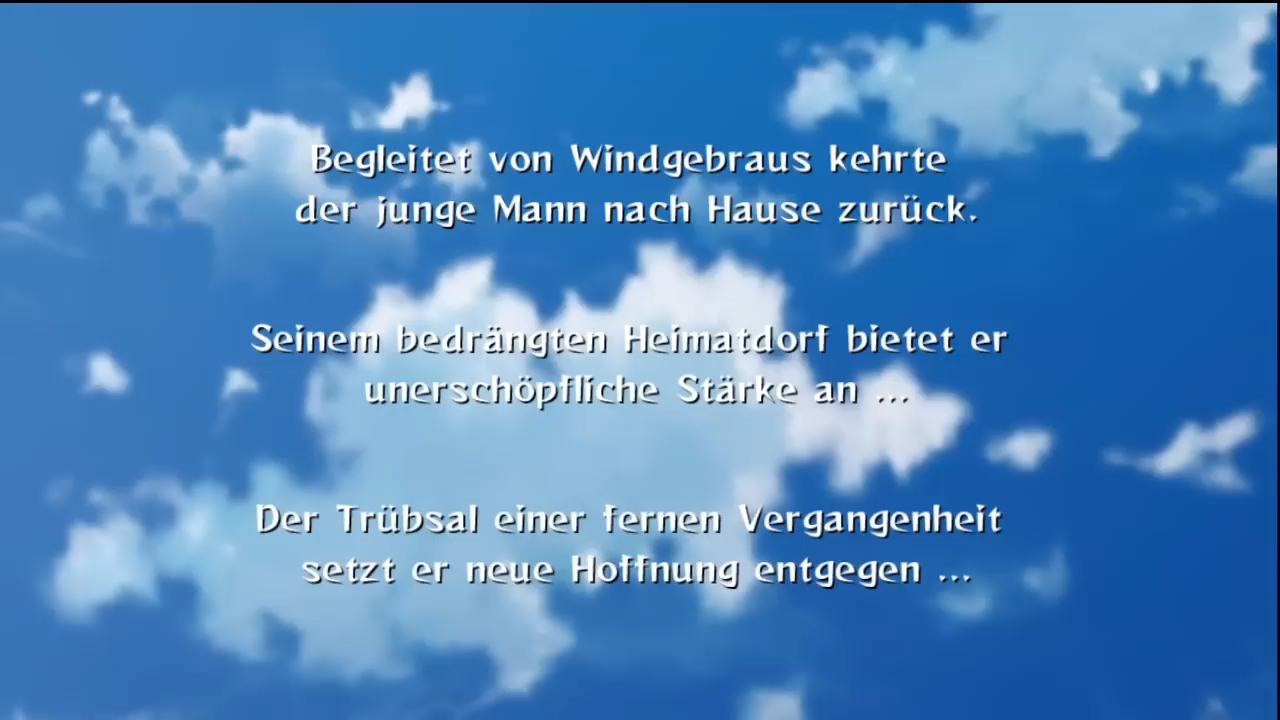 Begleitet von Windgebraus kehrte
der junge Mann nach Hause zurück.
Seinem bedrängten Heimatdorf bietet er
unerschöpfliche Stärke an ...
Der Trübsal einer fernen Vergangenheit
setzt er neue Hoffnung entgegen ...